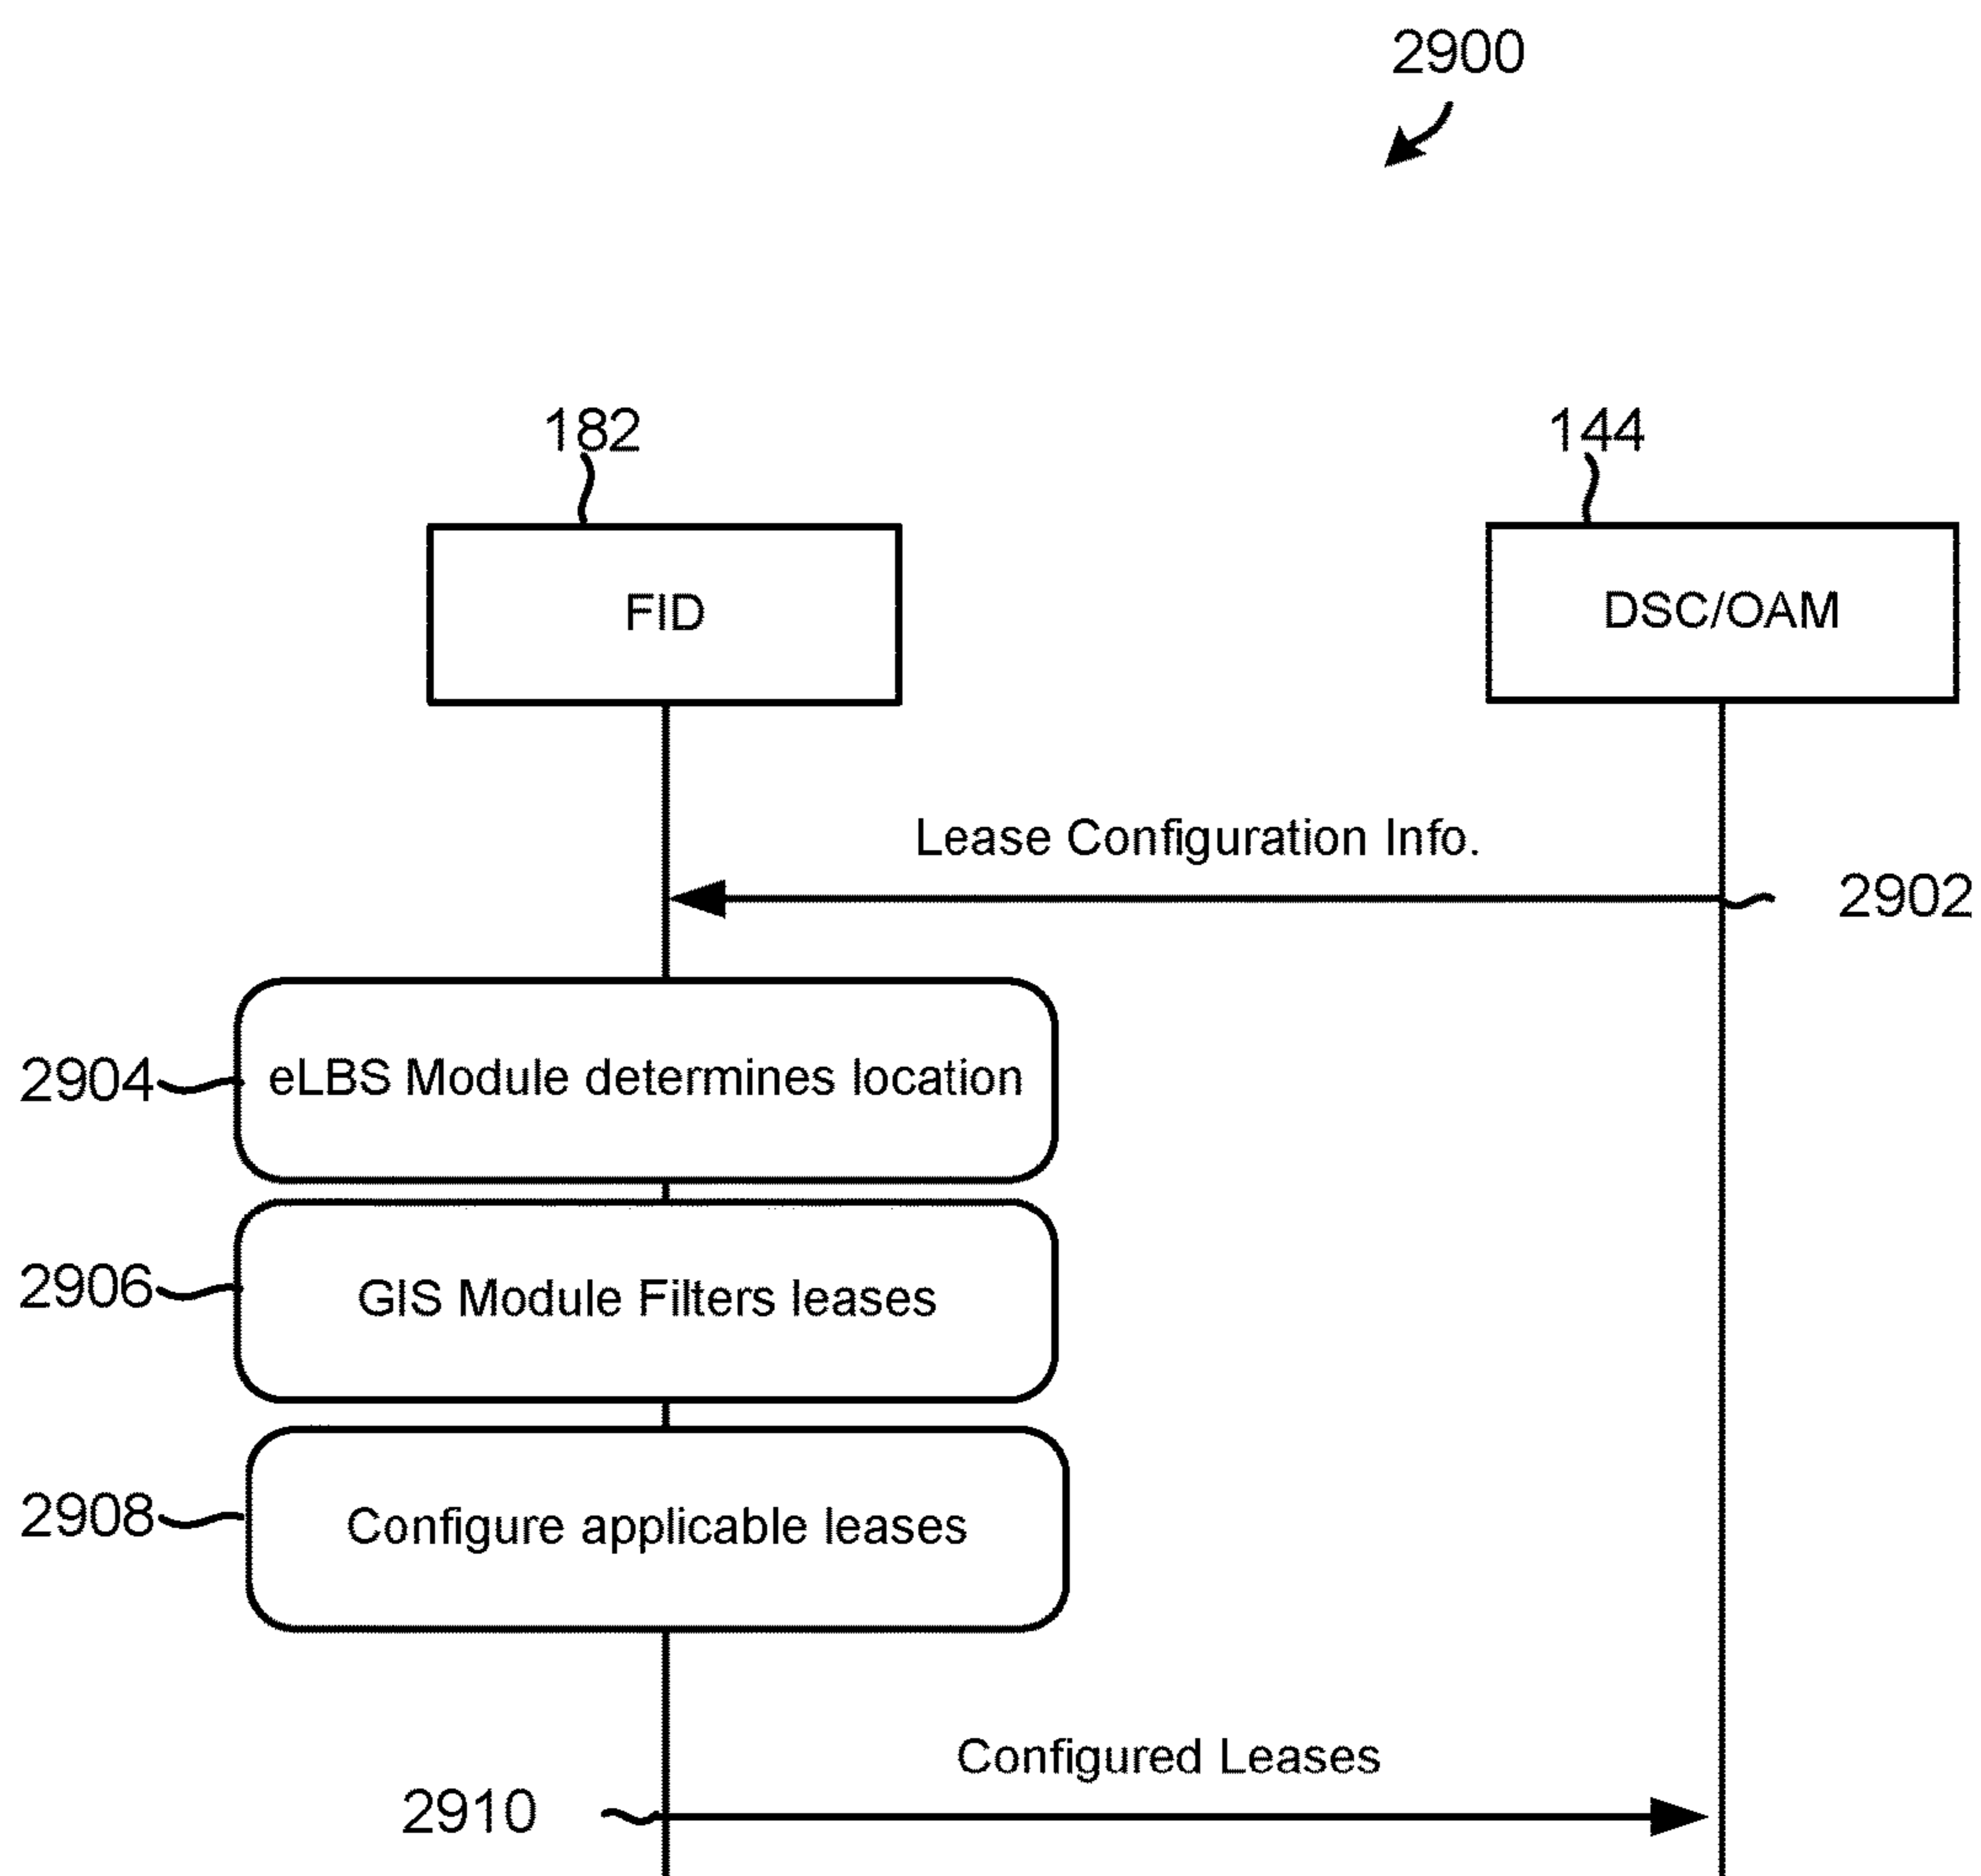 2900
182
144
FID
DSC/OAM
Lease Configuration Info.
2902
2904
eLBS Module determines location
2906
GIS Module Filters leases
2908
Configure applicable leases
Configured Leases
2910